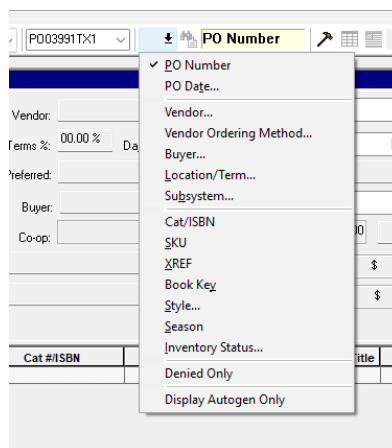 PO03991TX1 PO Number
PO Number
PO Date...
Vendor:
Vendor...
Terms %: 00.00 % Da
Vendor Ordering Method...
Buyer...
Preferred:
Location/Term...
Subsystem...
Buyer:
Cat/ISBN
Co-op: 00
SKU
XREF $
Book Key
Style... $
Season
Inventory Status...
Cat #/ISBN Title
Denied Only
Display Autogen Only